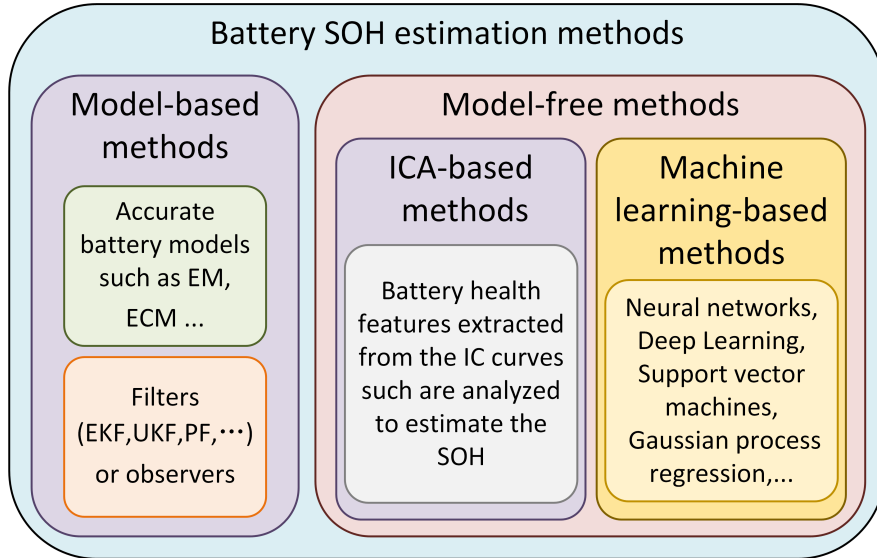 Battery SOH estimation methods
Model-based
methods
Accurate
battery models
such as EM,
ECM ...
Filters
(EKF,UKF,PF,⋯)
or observers
Model-free methods
ICA-based
methods
Battery health
features extracted
from the IC curves
such are analyzed
to estimate the
SOH
Machine
learning-based
methods
Neural networks,
Deep Learning,
Support vector
machines,
Gaussian process
regression,...